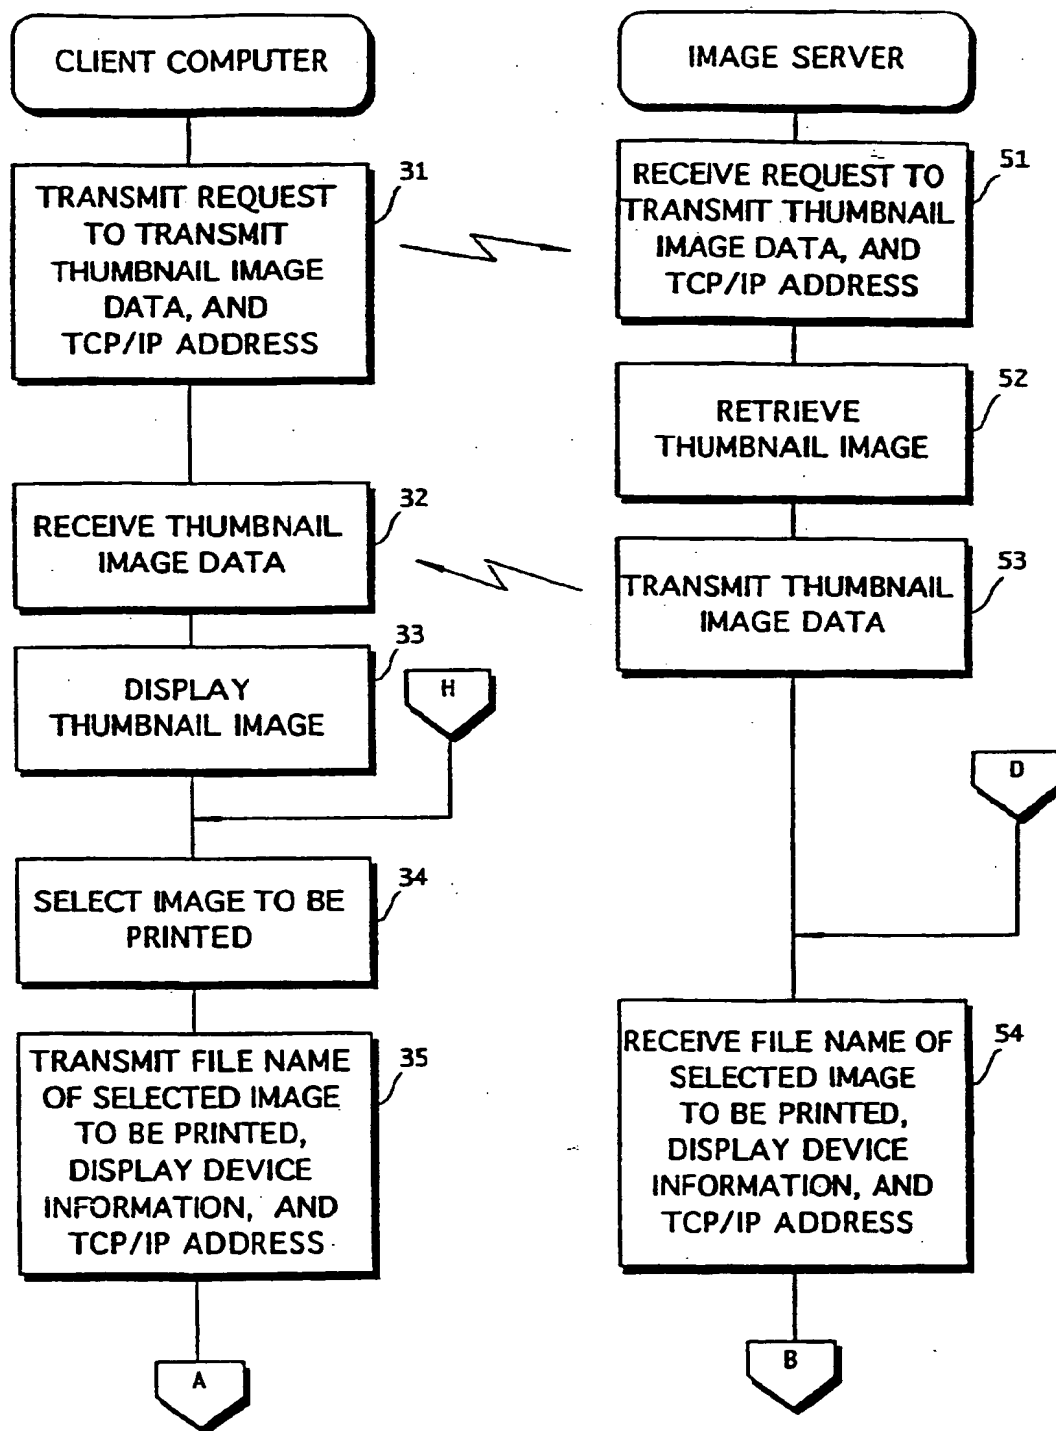 CLIENT COMPUTER
31
TRANSMIT REQUEST
TO TRANSMIT
THUMBNAIL IMAGE
DATA, AND
TCP/IP ADDRESS
32
RECEIVE THUMBNAIL
IMAGE DATA
33
DISPLAY
THUMBNAIL IMAGE
H
34
SELECT IMAGE TO BE
PRINTED
35
TRANSMIT FILE NAME
OF SELECTED IMAGE
TO BE PRINTED,
DISPLAY DEVICE
INFORMATION, AND
TCP/IP ADDRESS
A
IMAGE SERVER
51
RECEIVE REQUEST TO
TRANSMIT THUMBNAIL
IMAGE DATA, AND
TCP/IP ADDRESS
52
RETRIEVE
THUMBNAIL IMAGE
53
TRANSMIT THUMBNAIL
IMAGE DATA
D
54
RECEIVE FILE NAME OF
SELECTED IMAGE
TO BE PRINTED,
DISPLAY DEVICE
INFORMATION, AND
TCP/IP ADDRESS
B